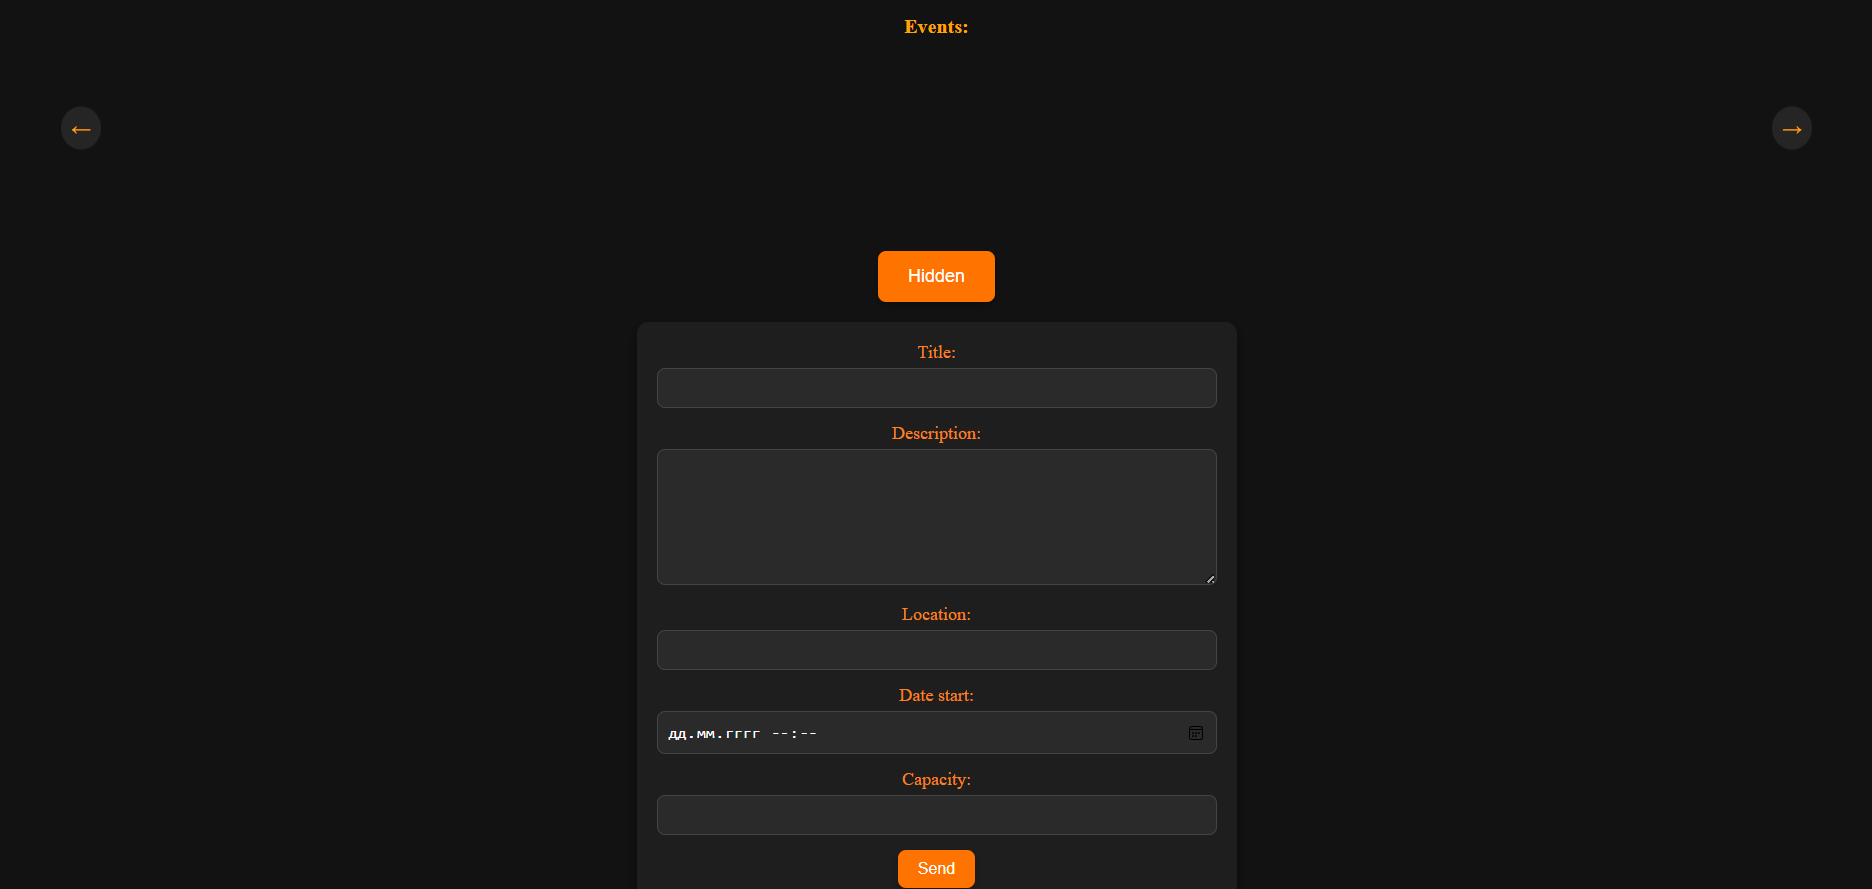 Events:
←
→
Hidden
Title:
Description:
Location:
Date start:
дд.мм.гггг --:--
Capacity:
Send